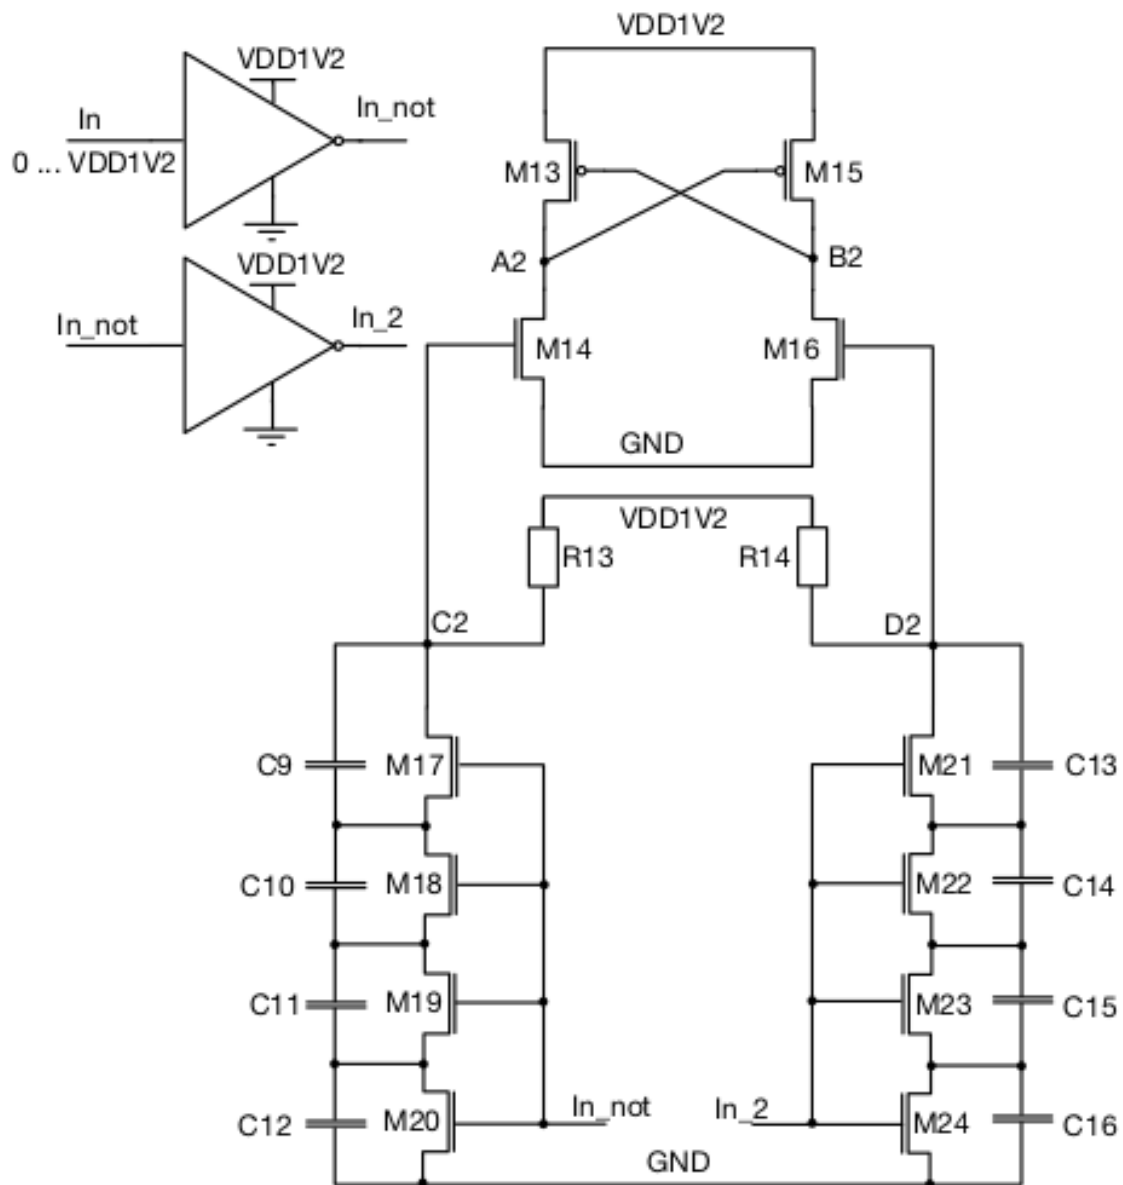 VDD1V2
VDD1V2
In
In_not
0 ... VDD1V2
M13
M15
VDD1V2
A2
B2
In_not
In_2
M14
M16
GND
VDD1V2
R13
R14
C2
D2
C9
M17
M21
C13
C10
M18
M22
C14
C11
M19
M23
C15
In_not
In_2
C12
M20
M24
C16
GND